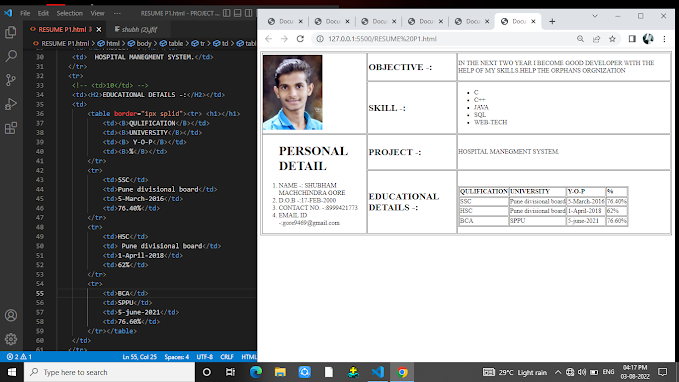 File Edit Selection View ... RESUME P1.html - PROJECT ...
RESUME P1.html 3 shubh (2).jfif
RESUME P1.html > html > body > table > tr > td > table
30 <td> HOSPITAL MANEGMENT SYSTEM.</td>
31 </tr>
32 <tr>
33 <!-- <td>10</td> -->
34 <td><H2>EDUCATIONAL DETAILS -:</H2></td>
35 <td>
36 <table border="1px splid"><tr> <h1></h1>
37 <td><B>QULIFICATION</B></td>
38 <td><B>UNIVERSITY</B></td>
39 <td><B> Y-O-P</B></td>
40 <td><B>%</B></td>
41 </tr>
42 <tr>
43 <td>SSC</td>
44 <td>Pune divisional board</td>
45 <td>5-March-2016</td>
46 <td>76.40%</td>
47 </tr>
48 <tr>
49 <td>HSC</td>
50 <td> Pune divisional board</td>
51 <td>1-April-2018</td>
52 <td>62%</td>
53 </tr>
54 <tr>
55 <td>BCA</td>
56 <td>SPPU</td>
57 <td>5-june-2021</td>
58 <td>76.60%</td>
59 </tr></table>
60 </td>
61 </tr>
2 1 Ln 55, Col 25 Spaces: 4 UTF-8 CRLF HTML
Docu Docu Docu Docu Docu Docu
127.0.0.1:5500/RESUME%20P1.html
OBJECTIVE -:
IN THE NEXT TWO YEAR I BECOME GOOD DEVELOPER WITH THE
HELP OF MY SKILLS.HELP THE ORPHANS ORGNIZATION
SKILL -:
C
C++
JAVA
SQL
WEB-TECH
PERSONAL
DETAIL
1. NAME -: SHUBHAM
MACHCHINDRA GORE
2. D.O.B -:17-FEB-2000
3. CONTACT NO. - 8999421773
4. EMAIL ID
-:gore9469@gmail.com
PROJECT -:
HOSPITAL MANEGMENT SYSTEM.
EDUCATIONAL
DETAILS -:
QULIFICATION UNIVERSITY Y-O-P %
SSC Pune divisional board 5-March-2016 76.40%
HSC Pune divisional board 1-April-2018 62%
BCA SPPU 5-june-2021 76.60%
Type here to search
29°C Light rain ENG 04:17 PM
03-08-2022